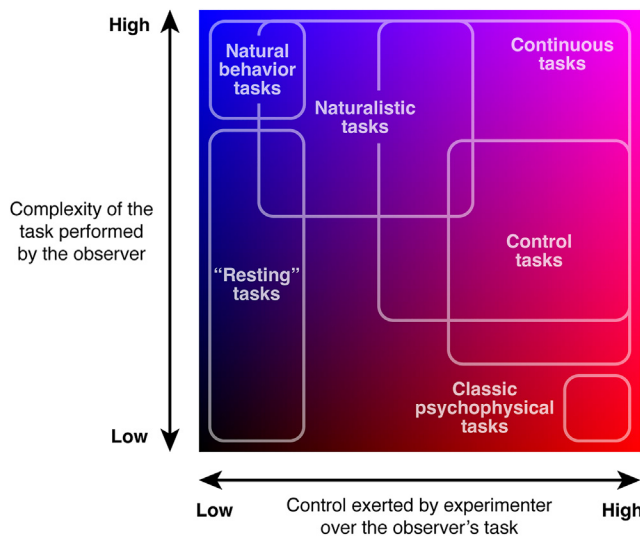 High
Natural
behavior
tasks
Continuous
tasks
Naturalistic
tasks
Complexity of the
task performed
by the observer
Control
tasks
“Resting”
tasks
Classic
psychophysical
tasks
Low
Low
Control exerted by experimenter
over the observer’s task
High